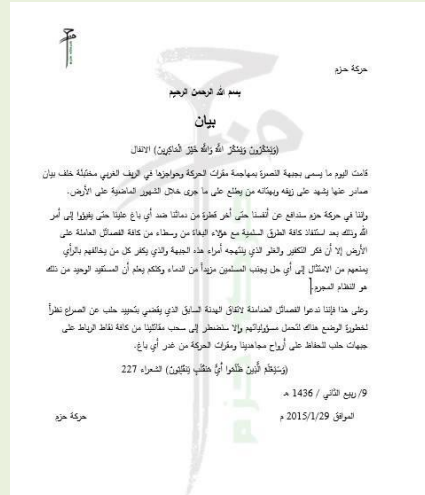 حركة حزم
بسم الله الرحمن الرحيم
بيان
(وَيَمْكُرُونَ وَيَمْكُرُ اللَّهُ وَاللَّهُ خَيْرُ الْمَاكِرِينَ) الانفال
قامت اليوم ما يسمى بجبهة النصرة بمهاجمة مقرات الحركة وحواجزها في الريف الغربي مختبئة خلف بيان
صادر عنها يشهد على زيفه وبهتانه من يطلع على ما جرى خلال الشهور الماضية على الأرض.
وإننا في حركة حزم سندافع عن أنفسنا حتى أخر قطرة من دمائنا ضد أي باغ علينا حتى يفيؤوا إلى أمر
الله وذلك بعد استنفاذ كافة الطرق السلمية مع هؤلاء البغاة من وسطاء من كافة الفصائل العاملة على
الأرض إلا أن فكر التكفير والغلو الذي ينتهجه أمراء هذه الجبهة والذي يكفر كل من يخالفهم بالرأي
يمنعهم من الامتثال إلى أي حل يجنب المسلمين مزيداً من الدماء وكلكم يعلم أن المستفيد الوحيد من ذلك
هو النظام المجرم.
وعلى هذا فإننا ندعوا الفصائل الضامنة لاتفاق الهدنة السابق الذي يقضي بتحييد حلب عن الصراع نظراً
لخطورة الوضع هناك لتحمل مسؤولياتهم وإلا سنضطر إلى سحب مقاتلينا من كافة نقاط الرباط على
جبهات حلب للحفاظ على أرواح مجاهدينا ومقرات الحركة من غدر أي باغ.
(وَسَيَعْلَمُ الَّذِينَ ظَلَمُوا أَيَّ مُنقَلَبٍ يَنقَلِبُونَ) الشعراء 227
9/ ربيع الثاني / 1436 هـ
الموافق 2015/1/29 م
حركة حزم